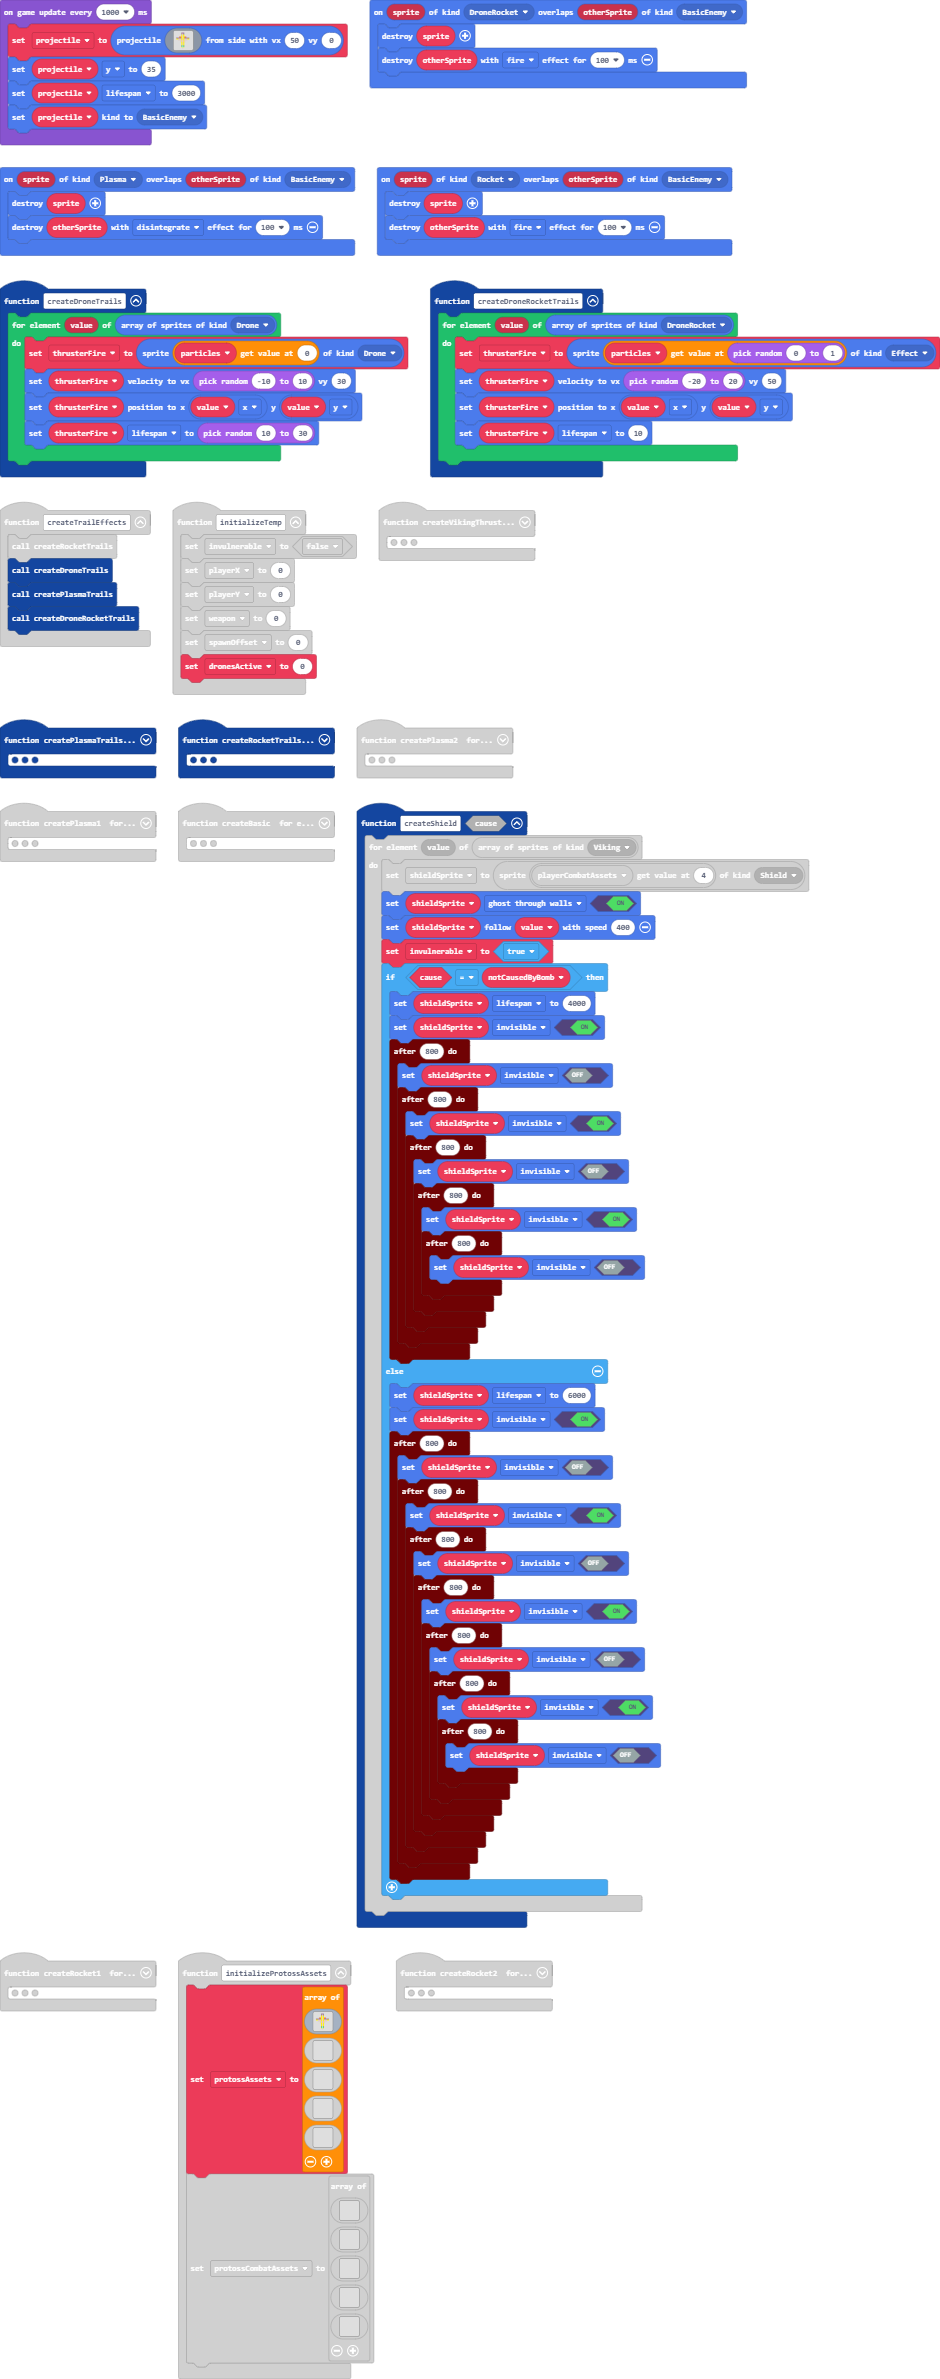 on game update every 1000 ms
set projectile to projectile from side with vx 50 vy 0
set projectile y to 35
set projectile lifespan to 3000
set projectile kind to BasicEnemy
on sprite of kind DroneRocket overlaps otherSprite of kind BasicEnemy
destroy sprite
destroy otherSprite with fire effect for 100 ms
on sprite of kind Plasma overlaps otherSprite of kind BasicEnemy
destroy sprite
destroy otherSprite with disintegrate effect for 100 ms
on sprite of kind Rocket overlaps otherSprite of kind BasicEnemy
destroy sprite
destroy otherSprite with fire effect for 100 ms
function createDroneTrails
for element value of array of sprites of kind Drone
do
set thrusterFire to sprite particles get value at 0 of kind Drone
set thrusterFire velocity to vx pick random -10 to 10 vy 30
set thrusterFire position to x value x y value y
set thrusterFire lifespan to pick random 10 to 30
function createDroneRocketTrails
for element value of array of sprites of kind DroneRocket
do
set thrusterFire to sprite particles get value at pick random 0 to 1 of kind Effect
set thrusterFire velocity to vx pick random -20 to 20 vy 50
set thrusterFire position to x value x y value y
set thrusterFire lifespan to 10
function createTrailEffects
call createRocketTrails
call createDroneTrails
call createPlasmaTrails
call createDroneRocketTrails
function initializeTemp
set invulnerable to false
set playerX to 0
set playerY to 0
set weapon to 0
set spawnOffset to 0
set dronesActive to 0
function createVikingThrust...
function createPlasmaTrails...
function createRocketTrails...
function createPlasma2 for...
function createPlasma1 for...
function createBasic for e...
function createShield cause
for element value of array of sprites of kind Viking
do
set shieldSprite to sprite playerCombatAssets get value at 4 of kind Shield
set shieldSprite ghost through walls ON
set shieldSprite follow value with speed 400
set invulnerable to true
if cause = notCausedByBomb then
set shieldSprite lifespan to 4000
set shieldSprite invisible ON
after 800 do
set shieldSprite invisible OFF
after 800 do
set shieldSprite invisible ON
after 800 do
set shieldSprite invisible OFF
after 800 do
set shieldSprite invisible ON
after 800 do
set shieldSprite invisible OFF
else
set shieldSprite lifespan to 6000
set shieldSprite invisible ON
after 800 do
set shieldSprite invisible OFF
after 800 do
set shieldSprite invisible ON
after 800 do
set shieldSprite invisible OFF
after 800 do
set shieldSprite invisible ON
after 800 do
set shieldSprite invisible OFF
after 800 do
set shieldSprite invisible ON
after 800 do
set shieldSprite invisible OFF
function createRocket1 for...
function initializeProtossAssets
array of
set protossAssets to
array of
set protossCombatAssets to
function createRocket2 for...